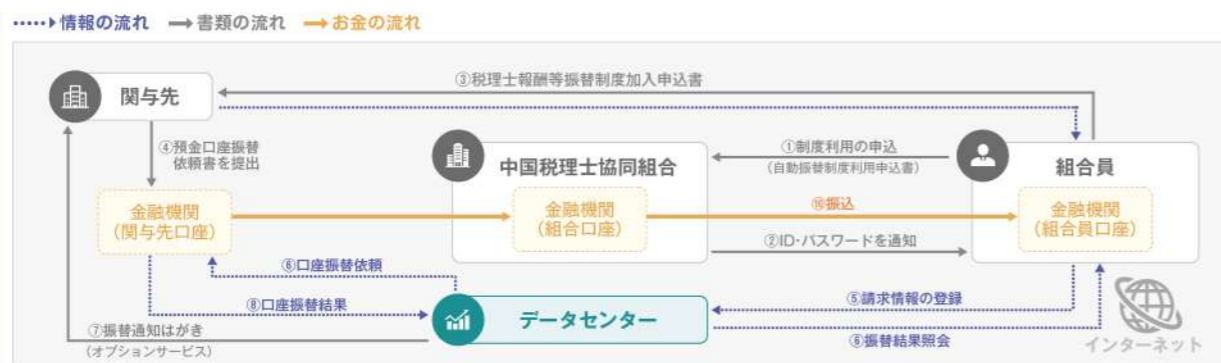 情報の流れ 書類の流れ お金の流れ
③税理士報酬等振替制度加入申込書
関与先
④預金口座振替
依頼書を提出
中国税理士協同組合
①制度利用の申込
(自動振替制度利用申込書)
組合員
金融機関
(関与先口座)
金融機関
(組合口座)
⑩振込
金融機関
(組合員口座)
②ID・パスワードを通知
⑥口座振替依頼
⑧口座振替結果
⑤請求情報の登録
⑦振替通知はがき
(オプションサービス)
データセンター
⑥振替結果照会
インターネット